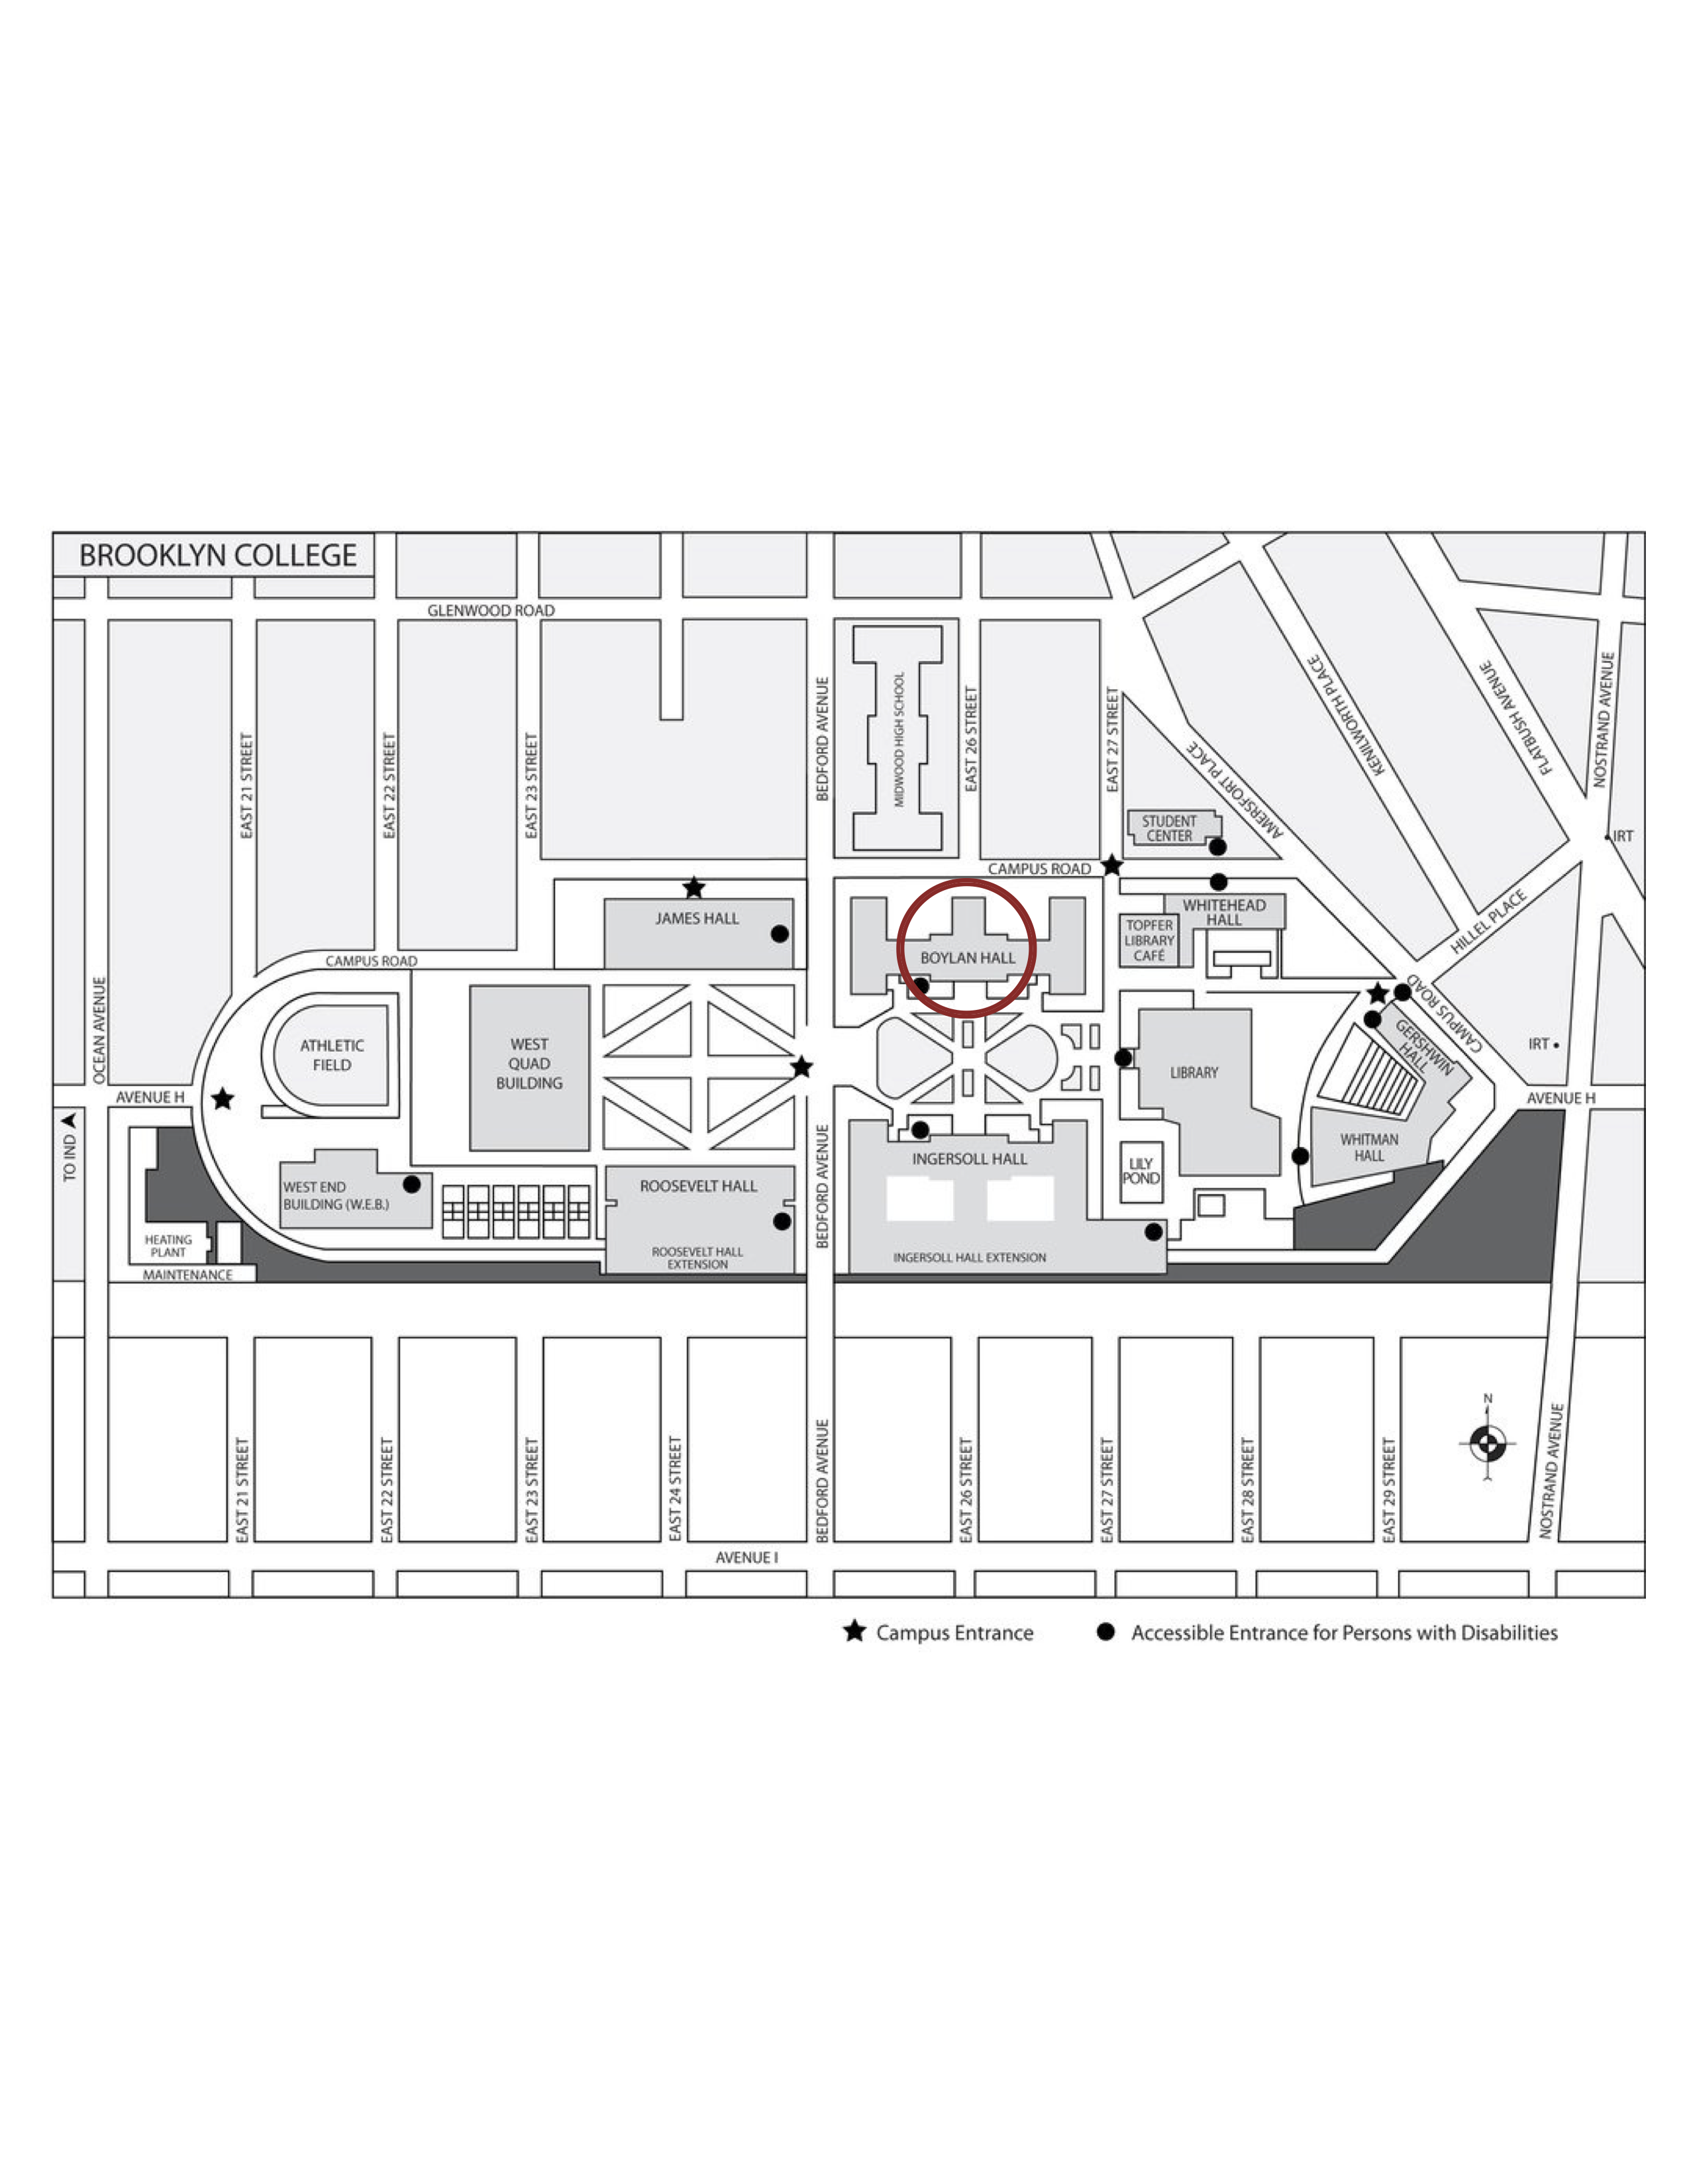 BROOKLYN COLLEGE
GLENWOOD ROAD
EAST 21 STREET
EAST 22 STREET
EAST 23 STREET
BEDFORD AVENUE
MIDWOOD HIGH SCHOOL
EAST 26 STREET
EAST 27 STREET
AMERSFORT PLACE
KENILWORTH PLACE
FLATBUSH AVENUE
NOSTRAND AVENUE
IRT
STUDENT
CENTER
CAMPUS ROAD
JAMES HALL
BOYLAN HALL
WHITEHEAD
HALL
TOPFER
LIBRARY
CAFÉ
HILLEL PLACE
CAMPUS ROAD
CAMPUS ROAD
OCEAN AVENUE
ATHLETIC
FIELD
WEST
QUAD
BUILDING
LIBRARY
GERSHWIN
HALL
IRT
AVENUE H
AVENUE H
TO IND
WEST END
BUILDING (W.E.B.)
ROOSEVELT HALL
BEDFORD AVENUE
INGERSOLL HALL
LILY
POND
WHITMAN
HALL
HEATING
PLANT
ROOSEVELT HALL
EXTENSION
INGERSOLL HALL EXTENSION
MAINTENANCE
N
EAST 21 STREET
EAST 22 STREET
EAST 23 STREET
EAST 24 STREET
BEDFORD AVENUE
EAST 26 STREET
EAST 27 STREET
EAST 28 STREET
EAST 29 STREET
NOSTRAND AVENUE
AVENUE I
Campus Entrance
Accessible Entrance for Persons with Disabilities